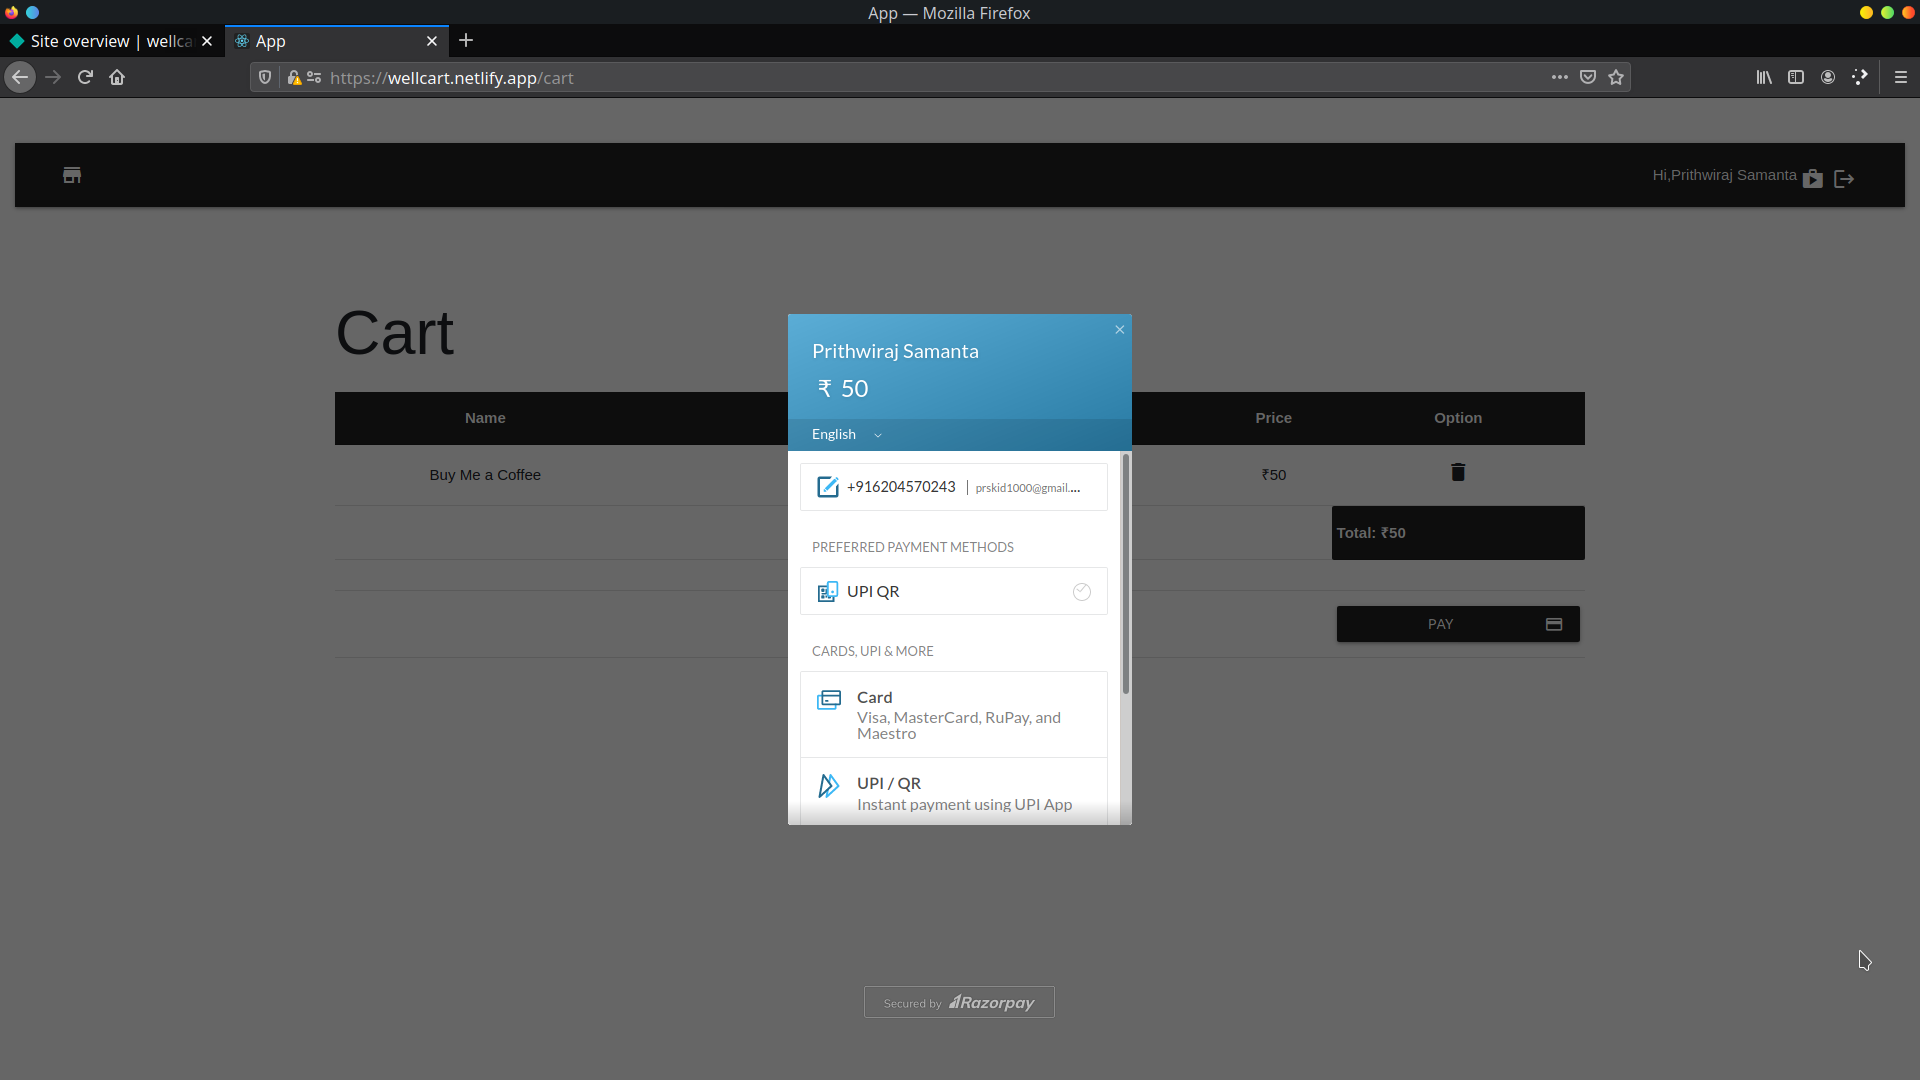 App — Mozilla Firefox
Site overview | wellca
App
https://wellcart.netlify.app/cart
Hi,Prithwiraj Samanta
Cart
Name
Price
Option
Buy Me a Coffee
₹50
Total: ₹50
PAY
Prithwiraj Samanta
₹ 50
English
+916204570243 | prskid1000@gmail....
PREFERRED PAYMENT METHODS
UPI QR
CARDS, UPI & MORE
Card
Visa, MasterCard, RuPay, and
Maestro
UPI / QR
Instant payment using UPI App
Secured by Razorpay